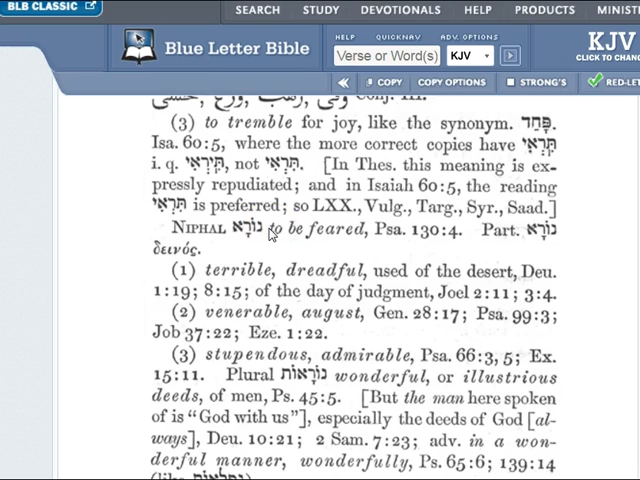 BLB CLASSIC
SEARCH STUDY DEVOTIONALS HELP PRODUCTS MINIST
Blue Letter Bible
HELP QUICKNAV ADV. OPTIONS
Verse or Word(s) KJV
KJV
CLICK TO CHANG
COPY COPY OPTIONS STRONG'S RED-LE
Conj. III.
(3) to tremble for joy, like the synonym. פָּחַד.
Isa. 60:5, where the more correct copies have תִּרְאִי
i. q. תִּירְאִי, not תִּרְאִי. [In Thes. this meaning is ex-
pressly repudiated; and in Isaiah 60:5, the reading
תִּרְאִי is preferred; so LXX., Vulg., Targ., Syr., Saad.]
NIPHAL נוֹרָא to be feared, Psa. 130:4. Part. נוֹרָא
δεινός.
(1) terrible, dreadful, used of the desert, Deu.
1:19; 8:15; of the day of judgment, Joel 2:11; 3:4.
(2) venerable, august, Gen. 28:17; Psa. 99:3;
Job 37:22; Eze. 1:22.
(3) stupendous, admirable, Psa. 66:3, 5; Ex.
15:11. Plural נוֹרָאוֹת wonderful, or illustrious
deeds, of men, Ps. 45:5. [But the man here spoken
of is “God with us”], especially the deeds of God [al-
ways], Deu. 10:21; 2 Sam. 7:23; adv. in a won-
derful manner, wonderfully, Ps. 65:6; 139:14
(like